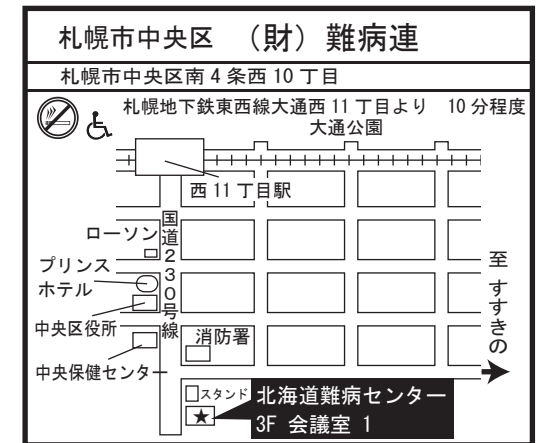 札幌市中央区　（財）難病連
札幌市中央区南4条西10丁目
札幌地下鉄東西線大通西11丁目より　10分程度
大通公園
西11丁目駅
国道230号線
ローソン
プリンス
ホテル
中央区役所
中央保健センター
消防署
至 すすきの
スタンド
北海道難病センター
3F 会議室 1